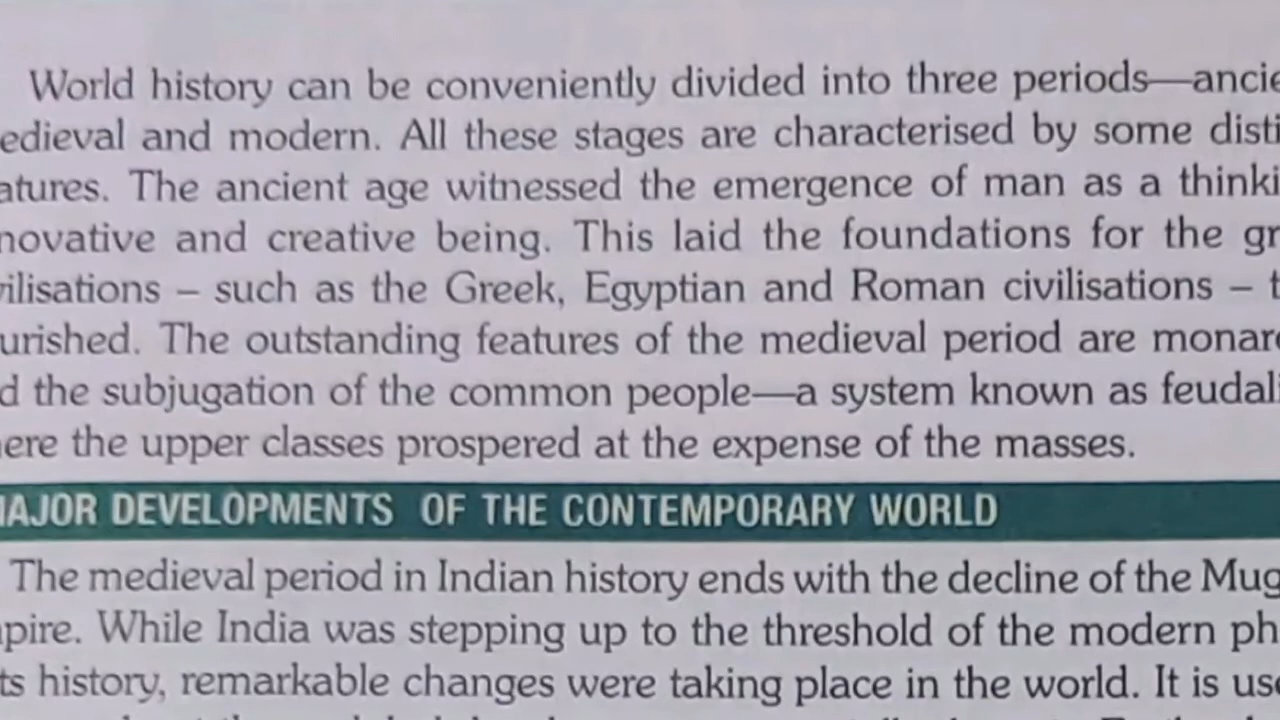 World history can be conveniently divided into three periods—ancie
edieval and modern. All these stages are characterised by some disti
atures. The ancient age witnessed the emergence of man as a thinki
novative and creative being. This laid the foundations for the gr
ilisations – such as the Greek, Egyptian and Roman civilisations – t
urished. The outstanding features of the medieval period are monarc
d the subjugation of the common people—a system known as feudali
ere the upper classes prospered at the expense of the masses.
MAJOR DEVELOPMENTS OF THE CONTEMPORARY WORLD
The medieval period in Indian history ends with the decline of the Mug
pire. While India was stepping up to the threshold of the modern ph
ts history, remarkable changes were taking place in the world. It is use